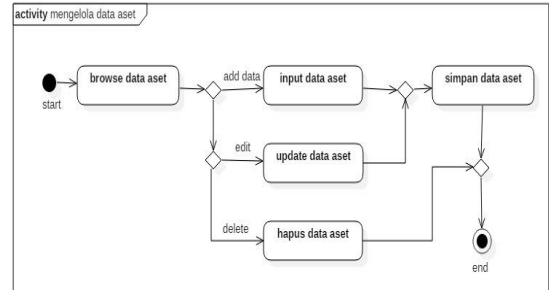 activity mengelola data aset
browse data aset
add data
input data aset
simpan data aset
start
edit
update data aset
delete
hapus data aset
end